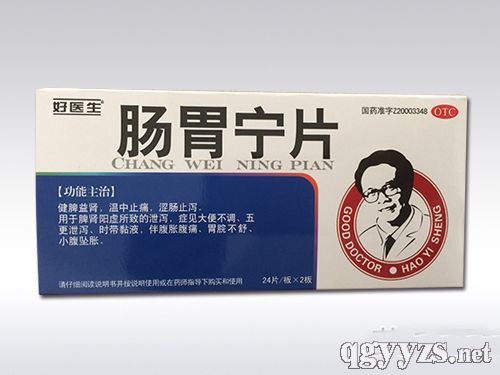 好医生®
国药准字Z20003348 OTC
肠胃宁片
CHANG WEI NING PIAN
【功能主治】
健脾益肾，温中止痛，涩肠止泻。
用于脾肾阳虚所致的泄泻，症见大便不调、五
更泄泻、时带黏液，伴腹胀腹痛、胃脘不舒、
小腹坠胀。
GOOD DOCTOR · HAO YI SHENG
请仔细阅读说明书并按说明使用或在药师指导下购买和使用
24片/板×2板
qgyyzs.net